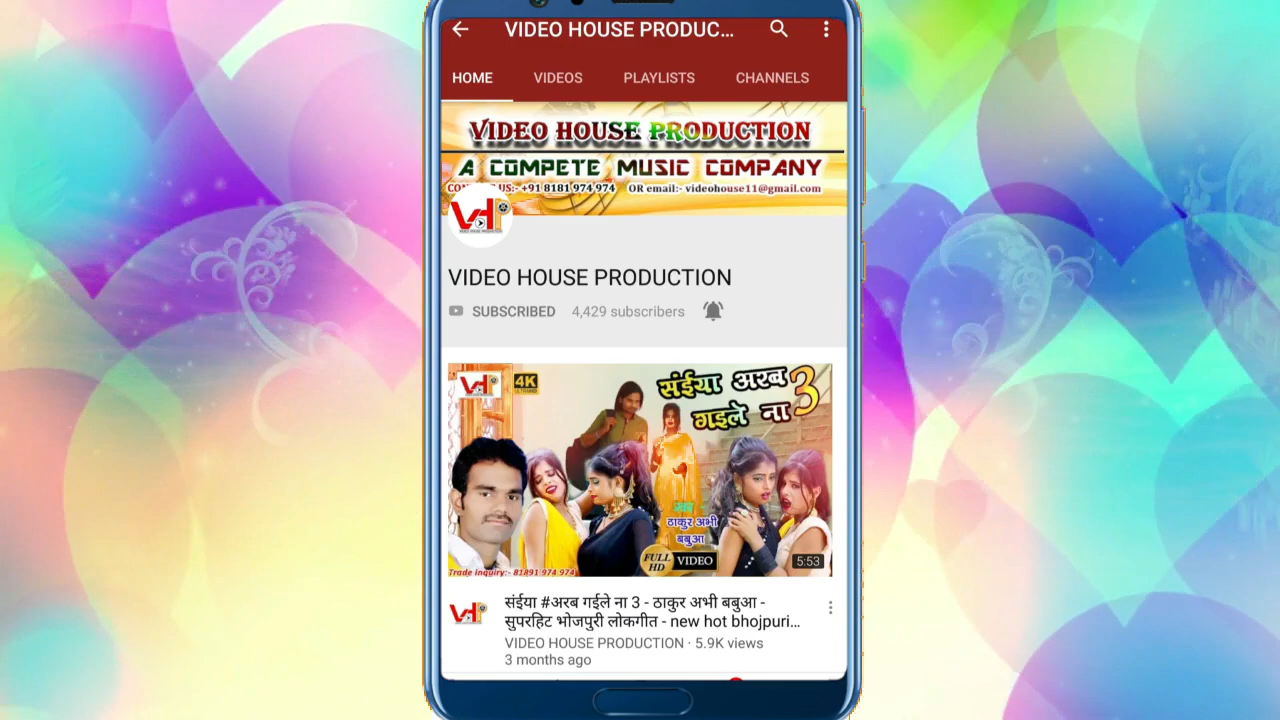 VIDEO HOUSE PRODUC...
HOME VIDEOS PLAYLISTS CHANNELS
VIDEO HOUSE PRODUCTION
A COMPETE MUSIC COMPANY
US:- +91 8181 974 974 OR email:- videohouse11@gmail.com
VIDEO HOUSE PRODUCTION
SUBSCRIBED 4,429 subscribers
4K
संईया अरब 3
गइले ना
स्वर
ठाकुर अभी
बबुआ
FULL HD VIDEO
5:53
Trade inquiry:- 81891 974 974
संईया #अरब गईले ना 3 - ठाकुर अभी बबुआ -
सुपरहिट भोजपुरी लोकगीत - new hot bhojpuri...
VIDEO HOUSE PRODUCTION · 5.9K views
3 months ago